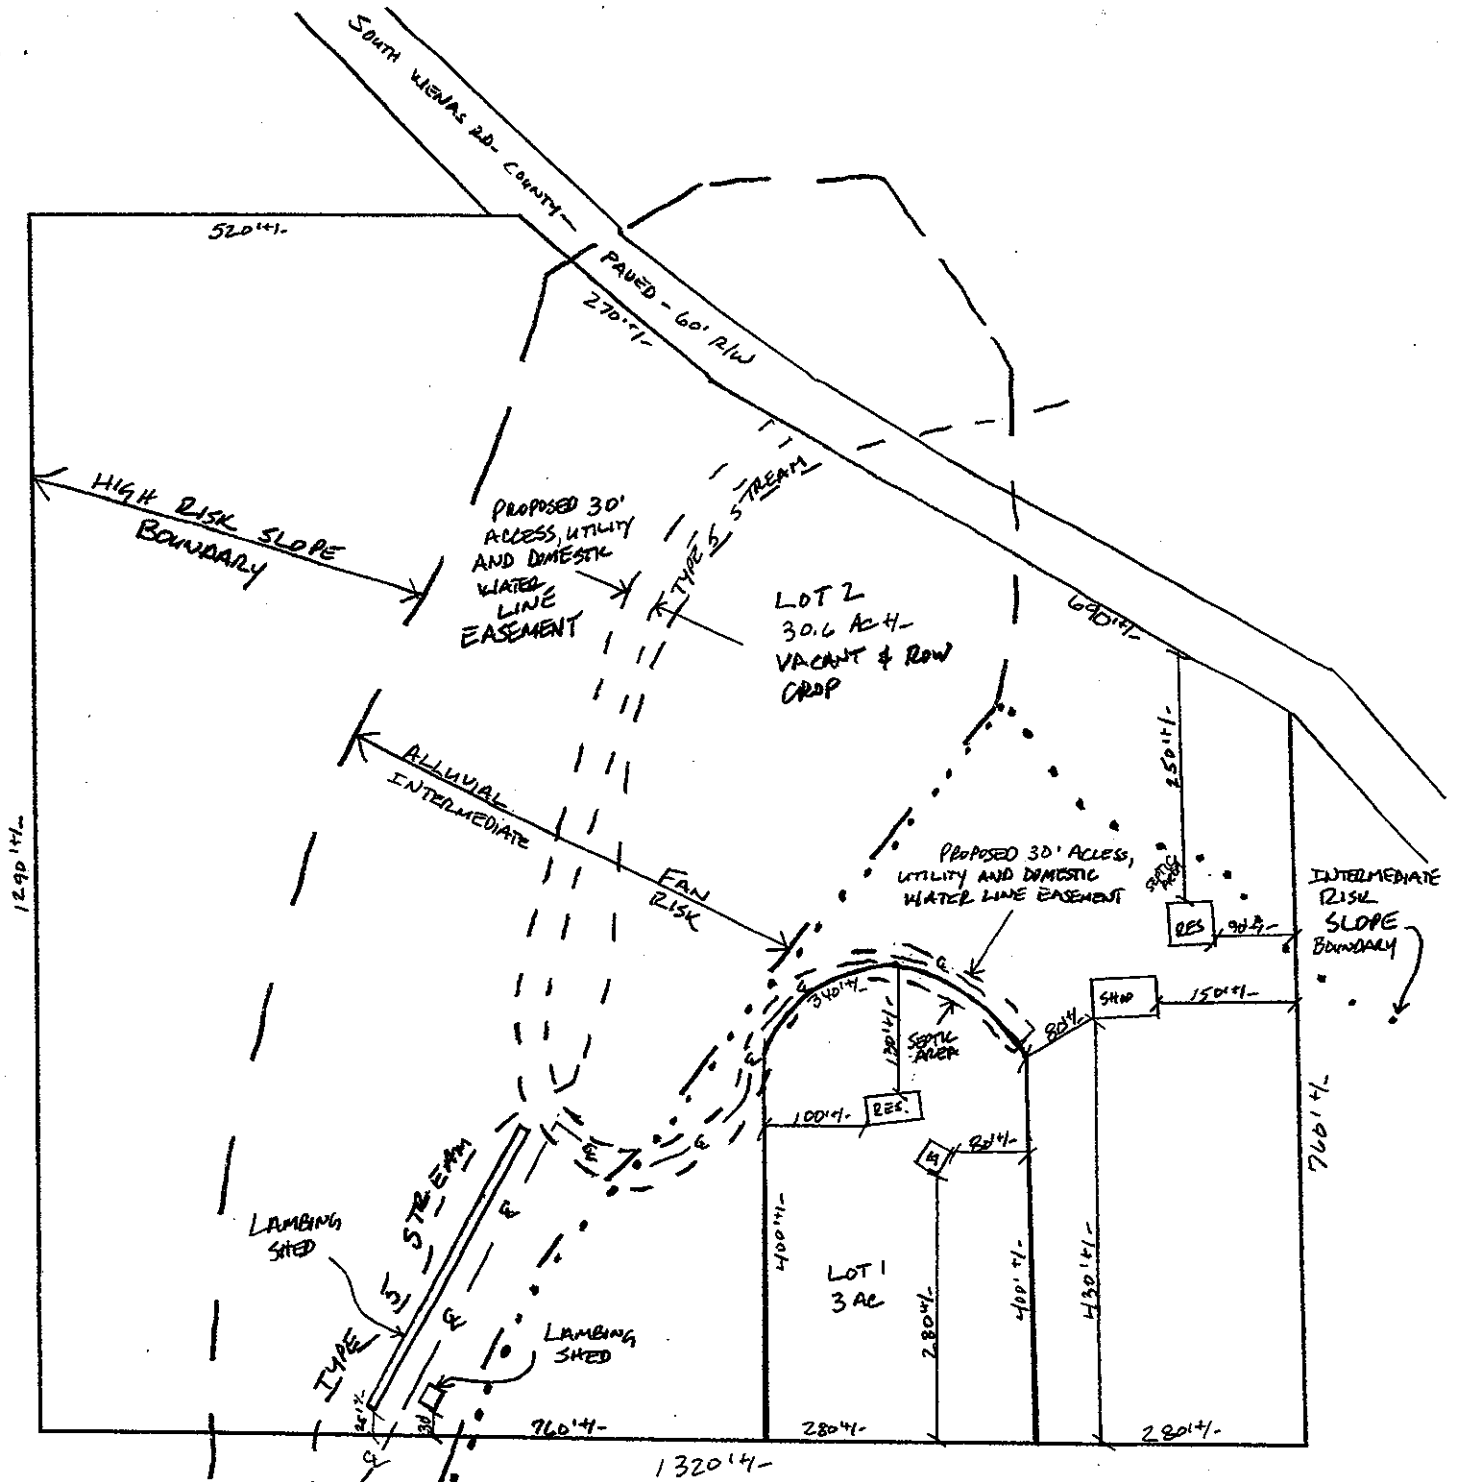 SOUTH WENAS RD- COUNTY-
PAVED - 60' R/W
520'+/-
270'+/-
HIGH RISK SLOPE
BOUNDARY
PROPOSED 30'
ACCESS, UTILITY
AND DOMESTIC
WATER
LINE
EASEMENT
TYPE 5 STREAM
LOT 2
30.6 AC +/-
VACANT & ROW
CROP
690'+/-
250'+/-
ALLUVIAL FAN
INTERMEDIATE RISK
1290'+/-
PROPOSED 30' ACCESS,
UTILITY AND DOMESTIC
WATER LINE EASEMENT
SEPTIC
AREA
RES
90'+/-
INTERMEDIATE
RISK
SLOPE
BOUNDARY
SHOP
150'+/-
80'+/-
340'+/-
130'+/-
SEPTIC
AREA
100'+/-
RES.
80'+/-
760'+/-
TYPE 5 STREAM
LAMBING
SHED
400'+/-
LOT 1
3 AC
280'+/-
400'+/-
430'+/-
LAMBING
SHED
25'+/-
30'
760'+/-
280'+/-
280'+/-
1320'+/-